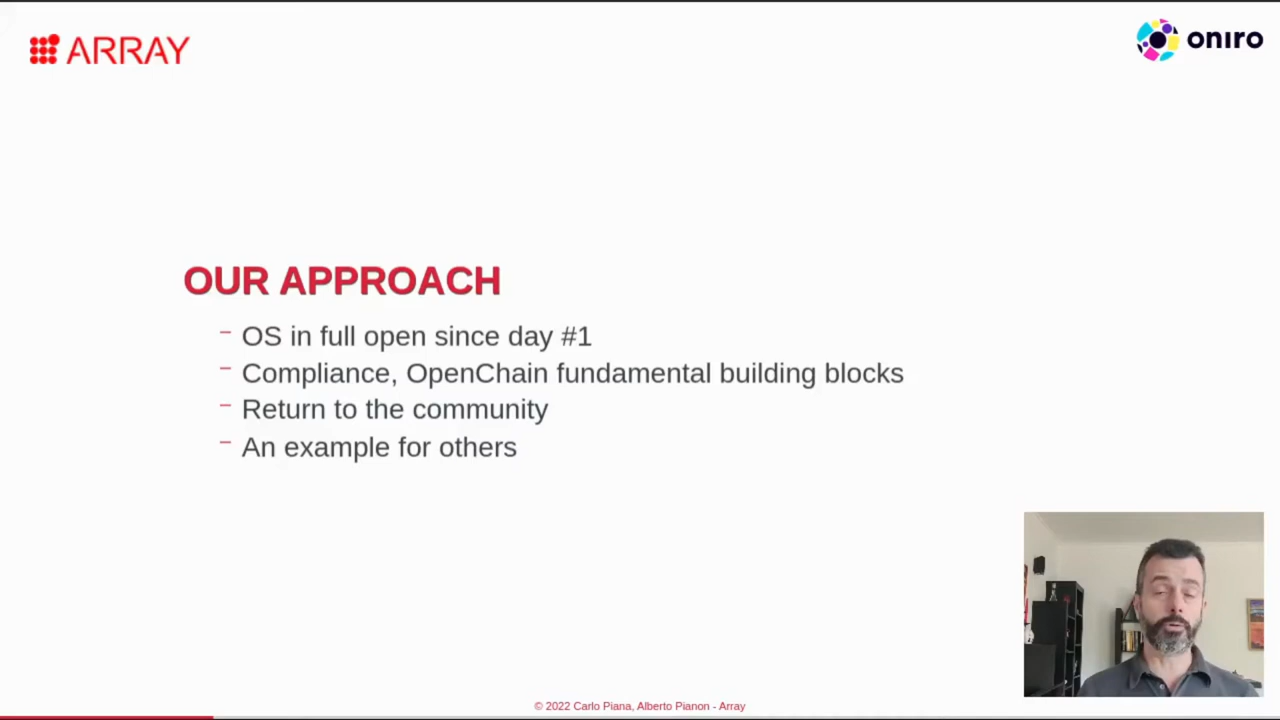 ARRAY
oniro
OUR APPROACH
– OS in full open since day #1
– Compliance, OpenChain fundamental building blocks
– Return to the community
– An example for others
© 2022 Carlo Piana, Alberto Pianon - Array